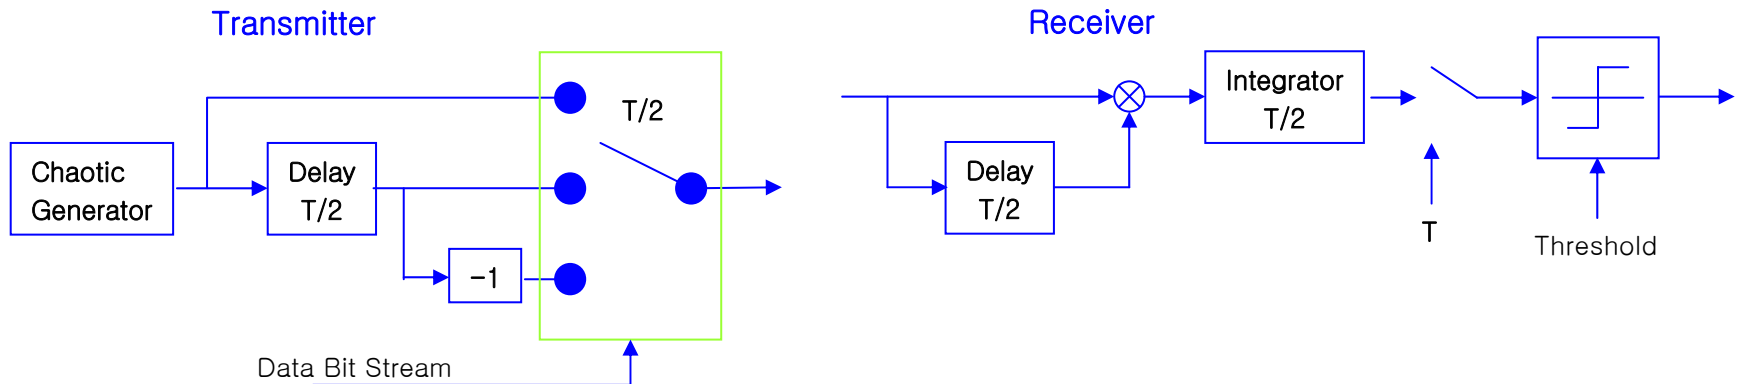 Transmitter
Receiver
T/2
Chaotic
Generator
Delay
T/2
-1
Data Bit Stream
Delay
T/2
Integrator
T/2
T
Threshold